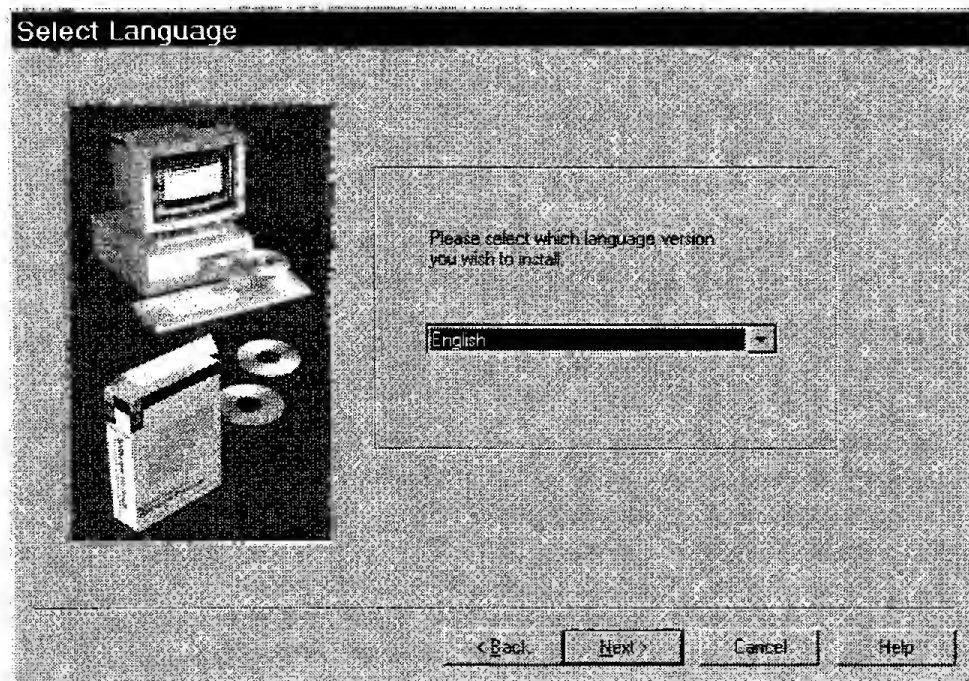 Select Language
Please select which language version
you wish to install.
English
< Back
Next >
Cancel
Help